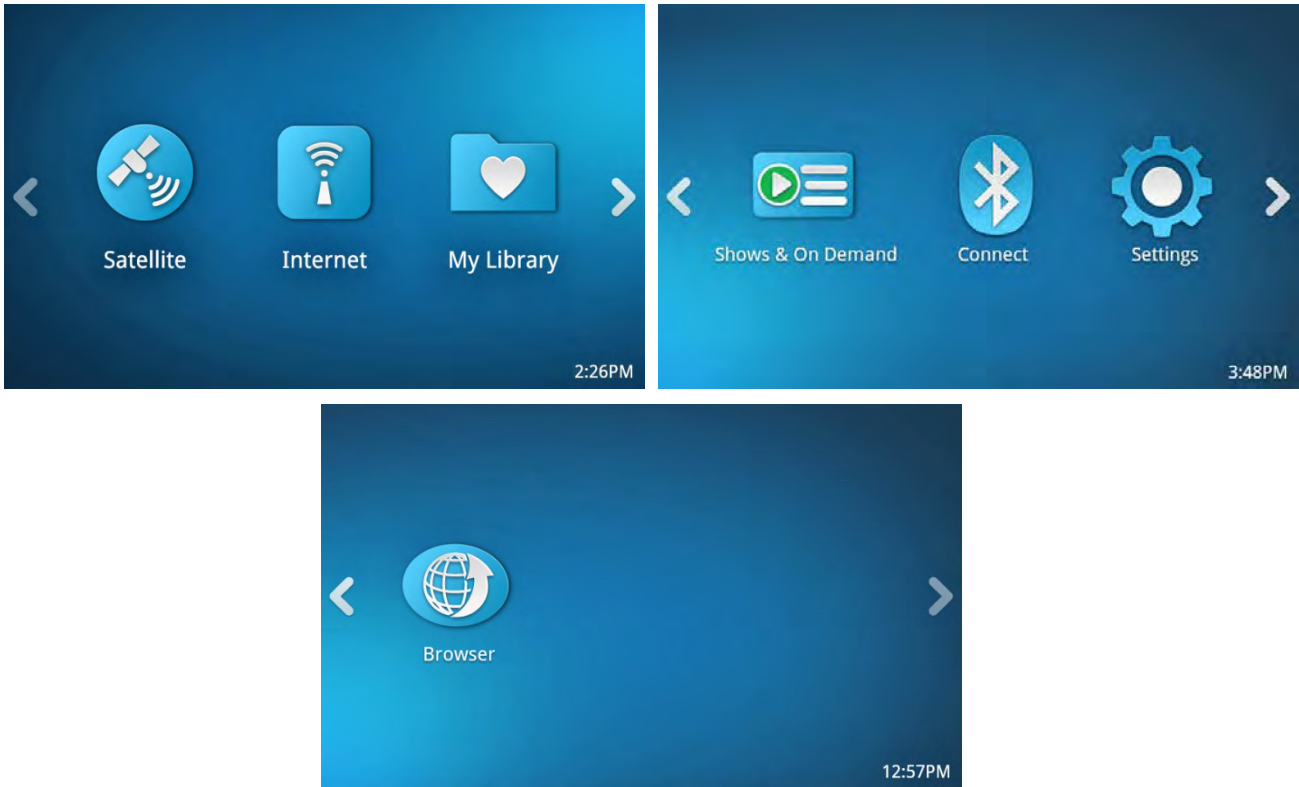 Satellite
Internet
My Library
2:26PM
Shows & On Demand
Connect
Settings
3:48PM
Browser
12:57PM